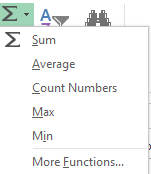 Sum
Average
Count Numbers
Max
Min
More Functions...